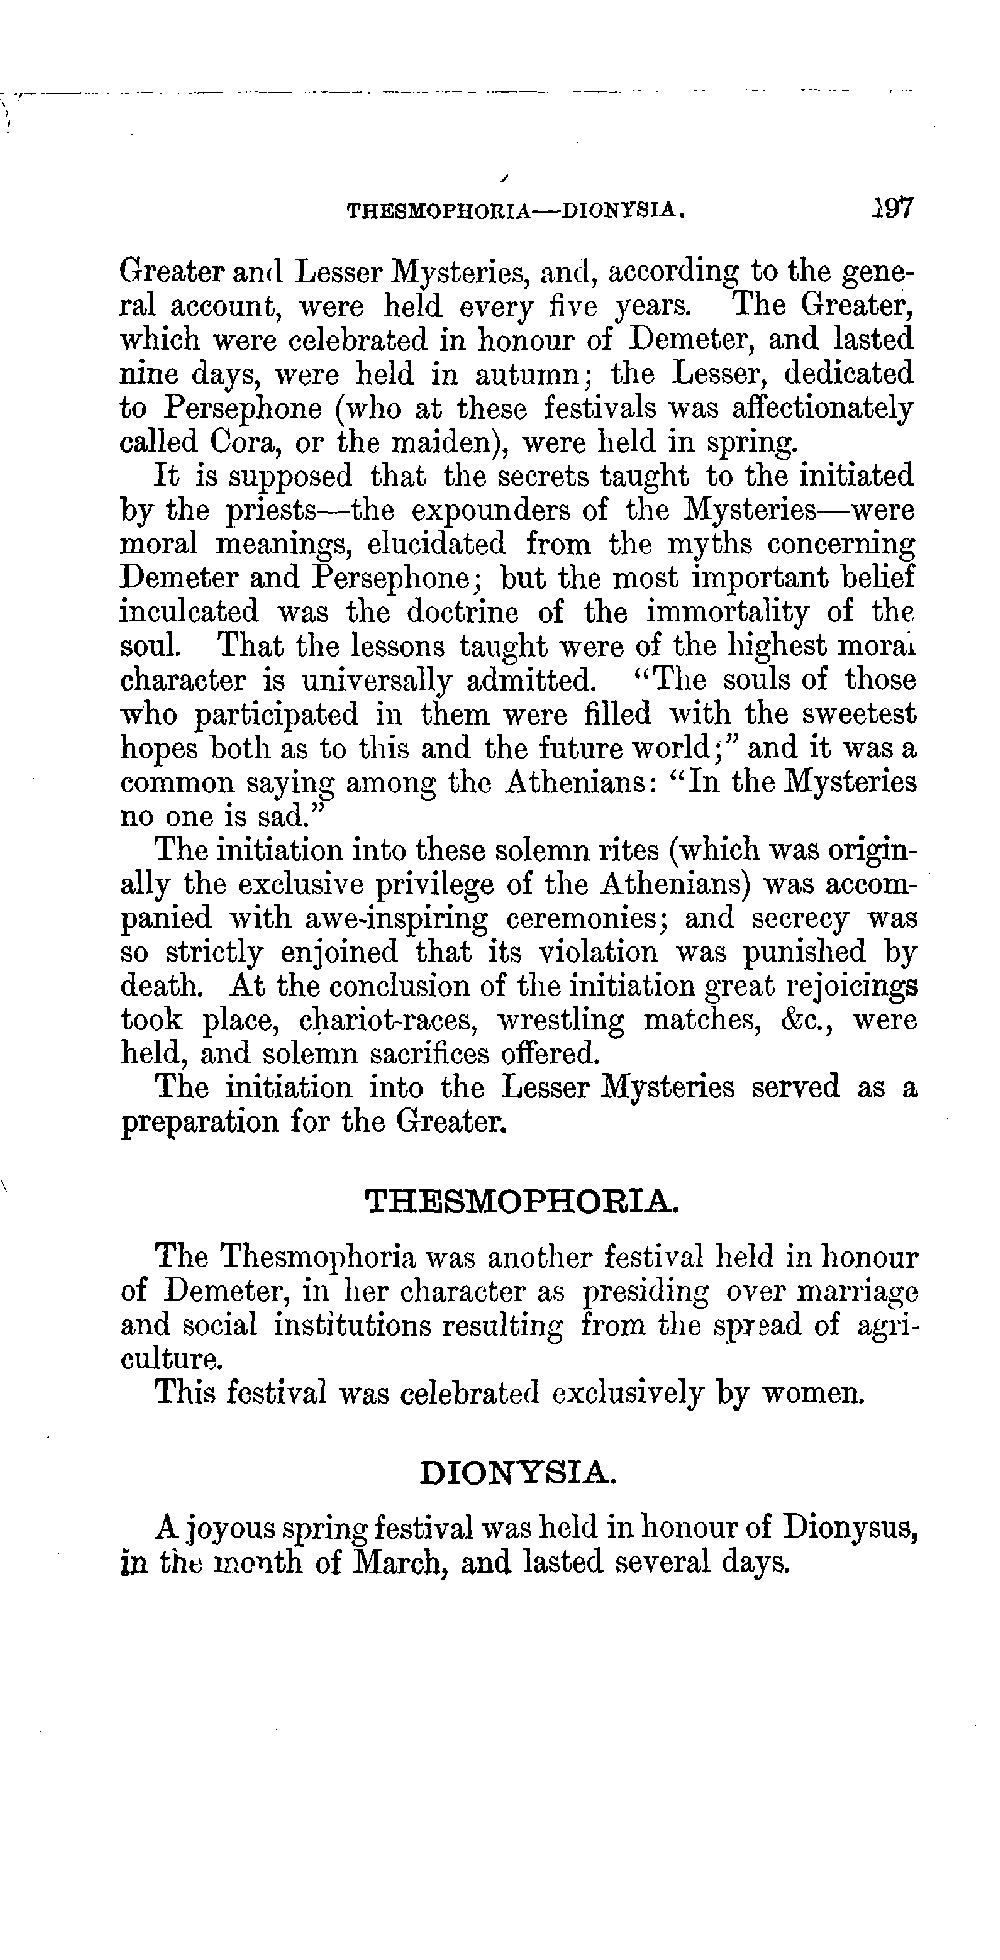 THESMOPHORIA—DIONYSIA. 197
Greater and Lesser Mysteries, and, according to the gene-
ral account, were held every five years. The Greater,
which were celebrated in honour of Demeter, and lasted
nine days, were held in autumn; the Lesser, dedicated
to Persephone (who at these festivals was affectionately
called Cora, or the maiden), were held in spring.
It is supposed that the secrets taught to the initiated
by the priests—the expounders of the Mysteries—were
moral meanings, elucidated from the myths concerning
Demeter and Persephone; but the most important belief
inculcated was the doctrine of the immortality of the
soul. That the lessons taught were of the highest moral
character is universally admitted. “The souls of those
who participated in them were filled with the sweetest
hopes both as to this and the future world;” and it was a
common saying among the Athenians: “In the Mysteries
no one is sad.”
The initiation into these solemn rites (which was origin-
ally the exclusive privilege of the Athenians) was accom-
panied with awe-inspiring ceremonies; and secrecy was
so strictly enjoined that its violation was punished by
death. At the conclusion of the initiation great rejoicings
took place, chariot-races, wrestling matches, &c., were
held, and solemn sacrifices offered.
The initiation into the Lesser Mysteries served as a
preparation for the Greater.
THESMOPHORIA.
The Thesmophoria was another festival held in honour
of Demeter, in her character as presiding over marriage
and social institutions resulting from the spread of agri-
culture.
This festival was celebrated exclusively by women.
DIONYSIA.
A joyous spring festival was held in honour of Dionysus,
in the month of March, and lasted several days.